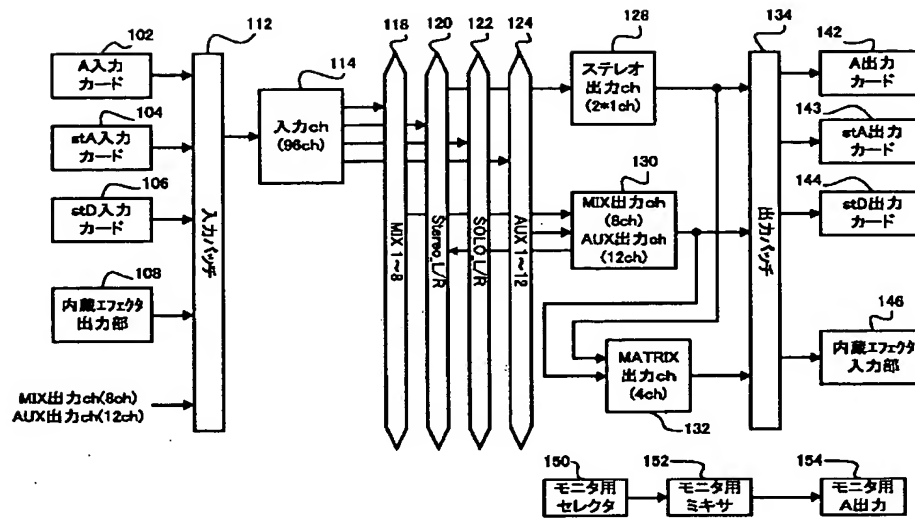 102
A入力
カード
104
stA入力
カード
106
stD入力
カード
108
内蔵エフェクタ
出力部
MIX出力ch(8ch)
AUX出力ch(12ch)
112
入力パッチ
114
入力ch
(96ch)
118
MIX 1~8
120
Stereo_L/R
122
SOLO_L/R
124
AUX 1~12
128
ステレオ
出力ch
(2*1ch)
130
MIX出力ch
(8ch)
AUX出力ch
(12ch)
MATRIX
出力ch
(4ch)
132
134
出力パッチ
142
A出力
カード
143
stA出力
カード
144
stD出力
カード
146
内蔵エフェクタ
入力部
150
モニタ用
セレクタ
152
モニタ用
ミキサ
154
モニタ用
A出力